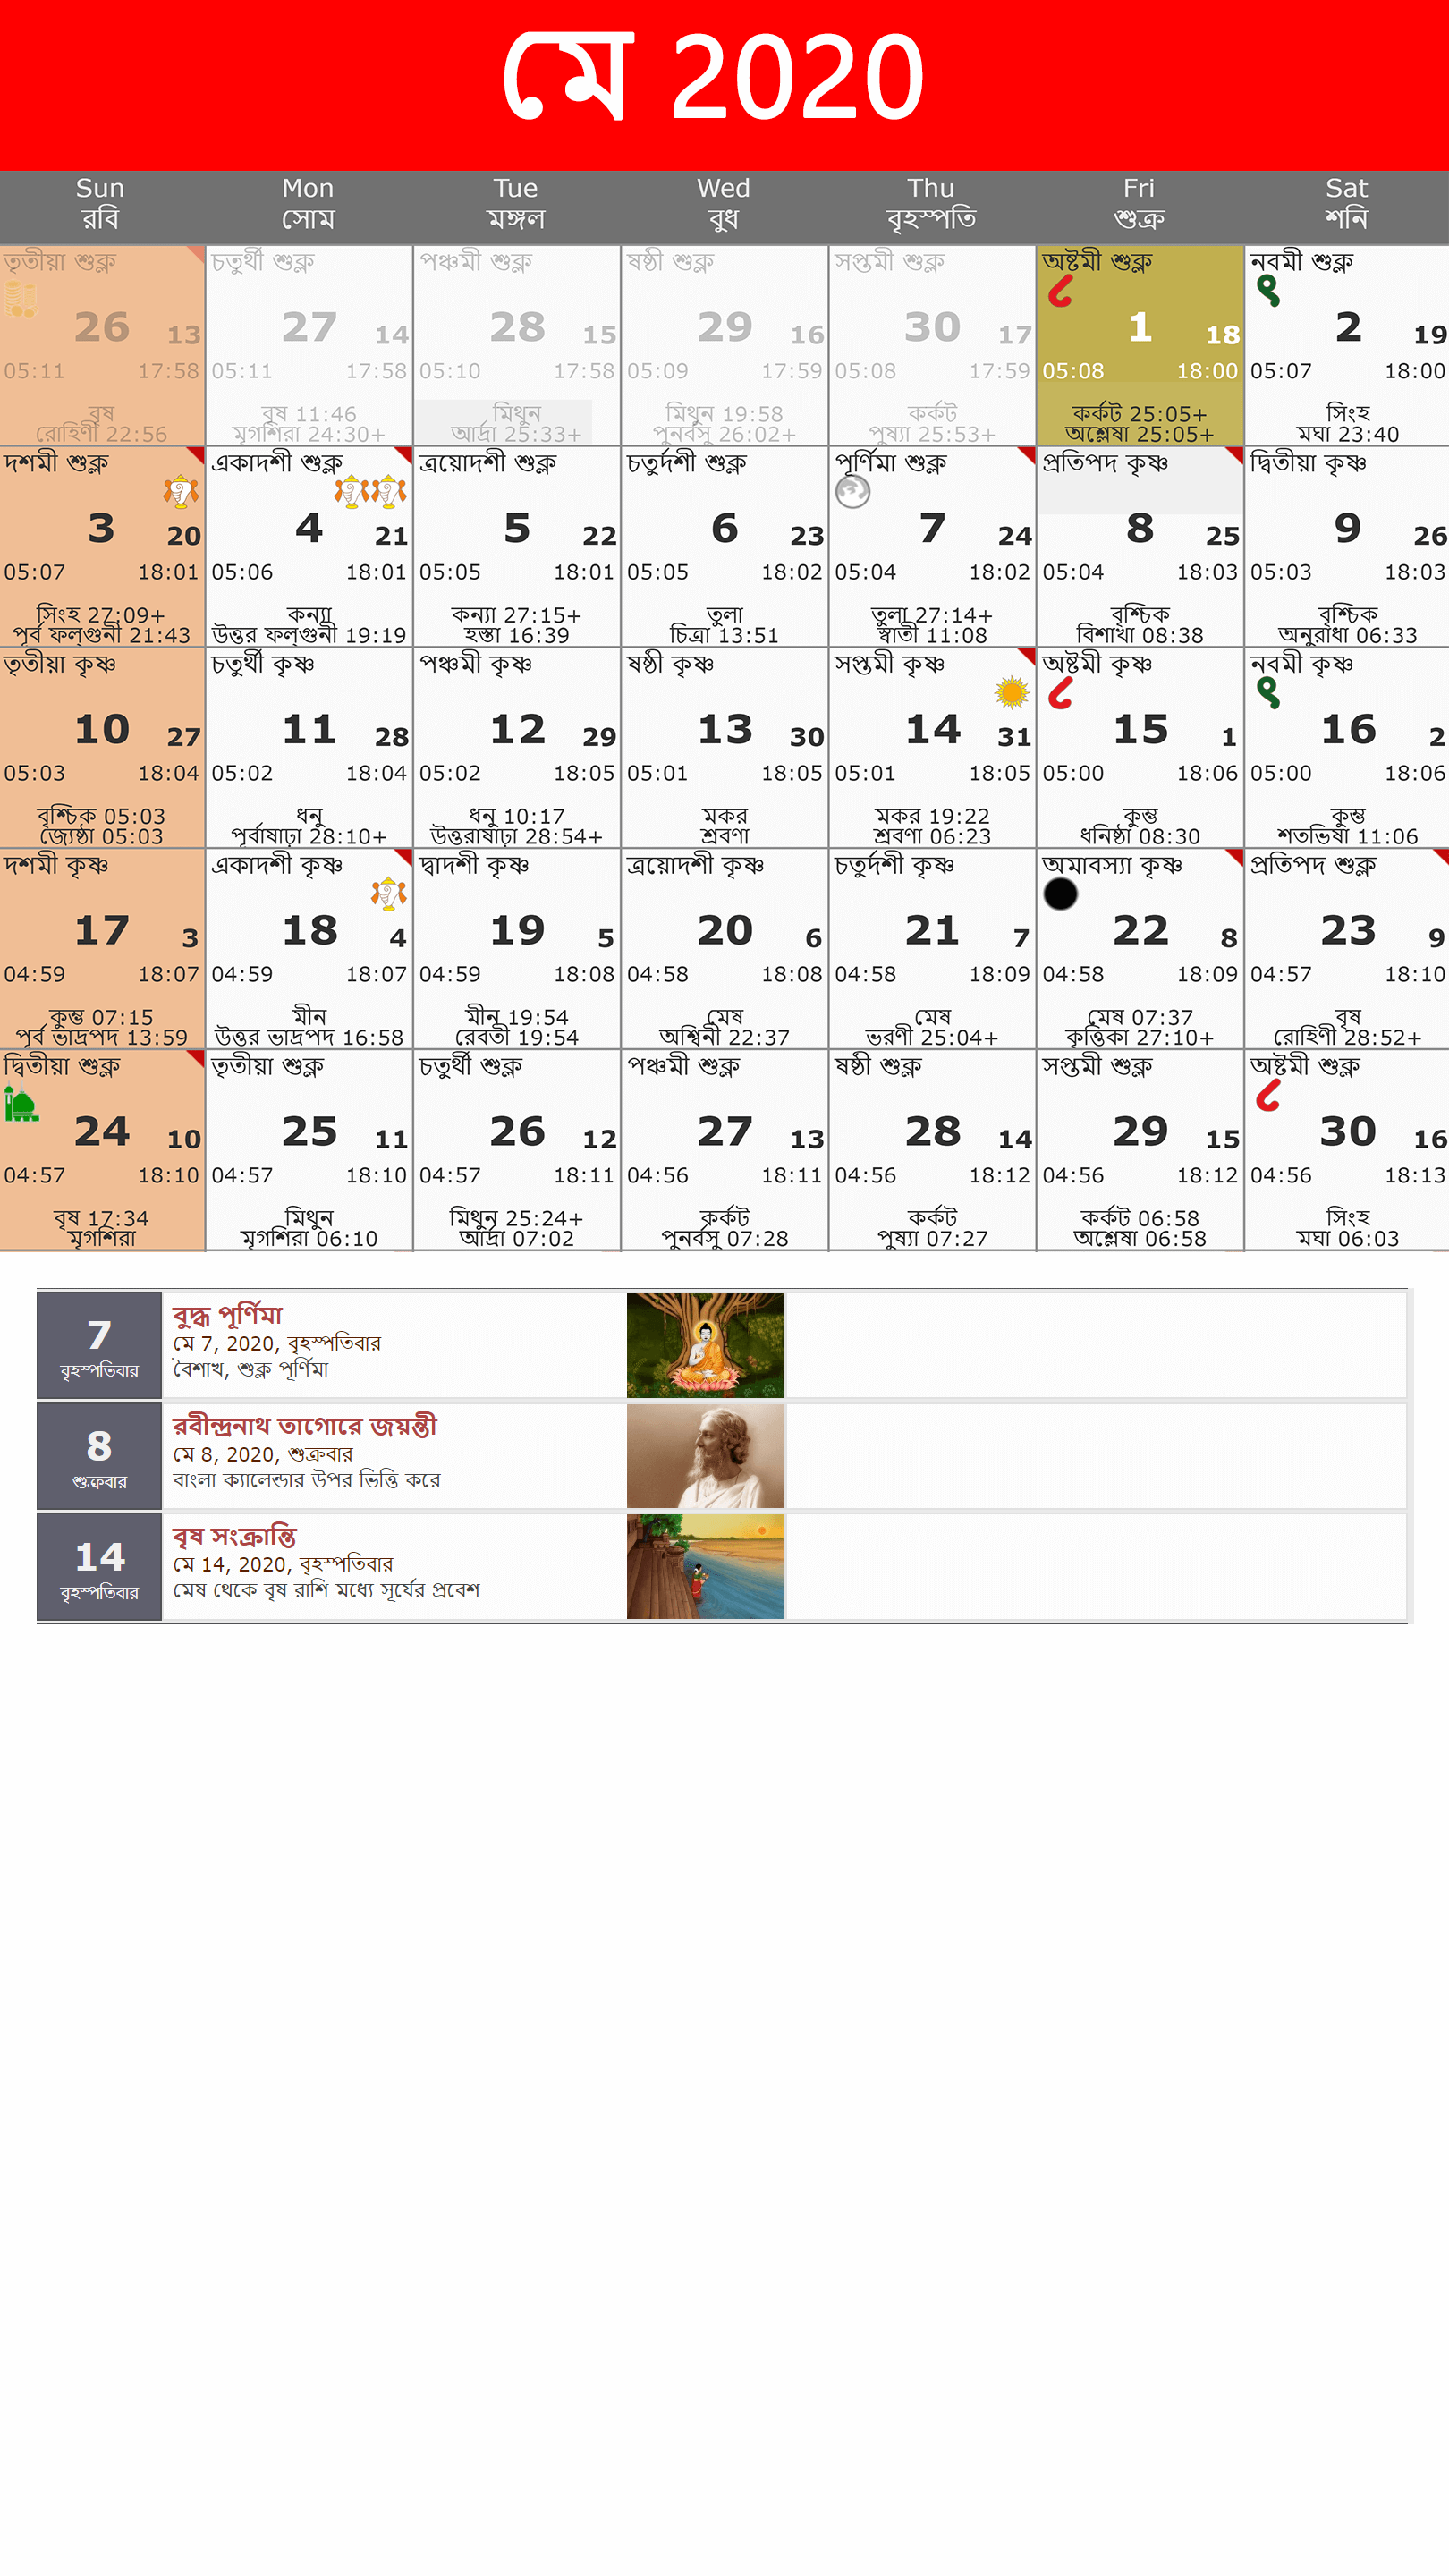 মে 2020
Sun Mon Tue Wed Thu Fri Sat
রবি সোম মঙ্গল বুধ বৃহস্পতি শুক্র শনি
তৃতীয়া শুক্ল চতুর্থী শুক্ল পঞ্চমী শুক্ল ষষ্ঠী শুক্ল সপ্তমী শুক্ল অষ্টমী শুক্ল নবমী শুক্ল
26 13 27 14 28 15 29 16 30 17 1 18 2 19
05:11 17:58 05:11 17:58 05:10 17:58 05:09 17:59 05:08 17:59 05:08 18:00 05:07 18:00
বৃষ বৃষ 11:46 মিথুন মিথুন 19:58 কর্কট কর্কট 25:05+ সিংহ
রোহিণী 22:56 মৃগশিরা 24:30+ আর্দ্রা 25:33+ পুনর্বসু 26:02+ পুষ্যা 25:53+ অশ্লেষা 25:05+ মঘা 23:40
দশমী শুক্ল একাদশী শুক্ল ত্রয়োদশী শুক্ল চতুর্দশী শুক্ল পূর্ণিমা শুক্ল প্রতিপদ কৃষ্ণ দ্বিতীয়া কৃষ্ণ
3 20 4 21 5 22 6 23 7 24 8 25 9 26
05:07 18:01 05:06 18:01 05:05 18:01 05:05 18:02 05:04 18:02 05:04 18:03 05:03 18:03
সিংহ 27:09+ কন্যা কন্যা 27:15+ তুলা তুলা 27:14+ বৃশ্চিক বৃশ্চিক
পূর্ব ফল্গুনী 21:43 উত্তর ফল্গুনী 19:19 হস্তা 16:39 চিত্রা 13:51 স্বাতী 11:08 বিশাখা 08:38 অনুরাধা 06:33
তৃতীয়া কৃষ্ণ চতুর্থী কৃষ্ণ পঞ্চমী কৃষ্ণ ষষ্ঠী কৃষ্ণ সপ্তমী কৃষ্ণ অষ্টমী কৃষ্ণ নবমী কৃষ্ণ
10 27 11 28 12 29 13 30 14 31 15 1 16 2
05:03 18:04 05:02 18:04 05:02 18:05 05:01 18:05 05:01 18:05 05:00 18:06 05:00 18:06
বৃশ্চিক 05:03 ধনু ধনু 10:17 মকর মকর 19:22 কুম্ভ কুম্ভ
জ্যেষ্ঠা 05:03 পূর্বাষাঢ়া 28:10+ উত্তরাষাঢ়া 28:54+ শ্রবণা শ্রবণা 06:23 ধনিষ্ঠা 08:30 শতভিষা 11:06
দশমী কৃষ্ণ একাদশী কৃষ্ণ দ্বাদশী কৃষ্ণ ত্রয়োদশী কৃষ্ণ চতুর্দশী কৃষ্ণ অমাবস্যা কৃষ্ণ প্রতিপদ শুক্ল
17 3 18 4 19 5 20 6 21 7 22 8 23 9
04:59 18:07 04:59 18:07 04:59 18:08 04:58 18:08 04:58 18:09 04:58 18:09 04:57 18:10
কুম্ভ 07:15 মীন মীন 19:54 মেষ মেষ মেষ 07:37 বৃষ
পূর্ব ভাদ্রপদ 13:59 উত্তর ভাদ্রপদ 16:58 রেবতী 19:54 অশ্বিনী 22:37 ভরণী 25:04+ কৃত্তিকা 27:10+ রোহিণী 28:52+
দ্বিতীয়া শুক্ল তৃতীয়া শুক্ল চতুর্থী শুক্ল পঞ্চমী শুক্ল ষষ্ঠী শুক্ল সপ্তমী শুক্ল অষ্টমী শুক্ল
24 10 25 11 26 12 27 13 28 14 29 15 30 16
04:57 18:10 04:57 18:10 04:57 18:11 04:56 18:11 04:56 18:12 04:56 18:12 04:56 18:13
বৃষ 17:34 মিথুন মিথুন 25:24+ কর্কট কর্কট কর্কট 06:58 সিংহ
মৃগশিরা মৃগশিরা 06:10 আর্দ্রা 07:02 পুনর্বসু 07:28 পুষ্যা 07:27 অশ্লেষা 06:58 মঘা 06:03
7
বৃহস্পতিবার
বুদ্ধ পূর্ণিমা
মে 7, 2020, বৃহস্পতিবার
বৈশাখ, শুক্ল পূর্ণিমা
8
শুক্রবার
রবীন্দ্রনাথ তাগোরে জয়ন্তী
মে 8, 2020, শুক্রবার
বাংলা ক্যালেন্ডার উপর ভিত্তি করে
14
বৃহস্পতিবার
বৃষ সংক্রান্তি
মে 14, 2020, বৃহস্পতিবার
মেষ থেকে বৃষ রাশি মধ্যে সূর্যের প্রবেশ